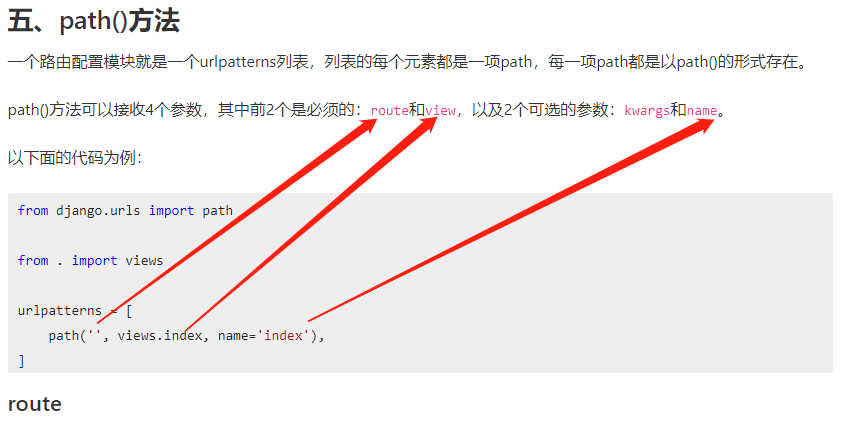 五、path()方法
一个路由配置模块就是一个urlpatterns列表，列表的每个元素都是一项path，每一项path都是以path()的形式存在。
path()方法可以接收4个参数，其中前2个是必须的：route和view，以及2个可选的参数：kwargs和name。
以下面的代码为例：
from django.urls import path
from . import views
urlpatterns = [
    path('', views.index, name='index'),
]
route